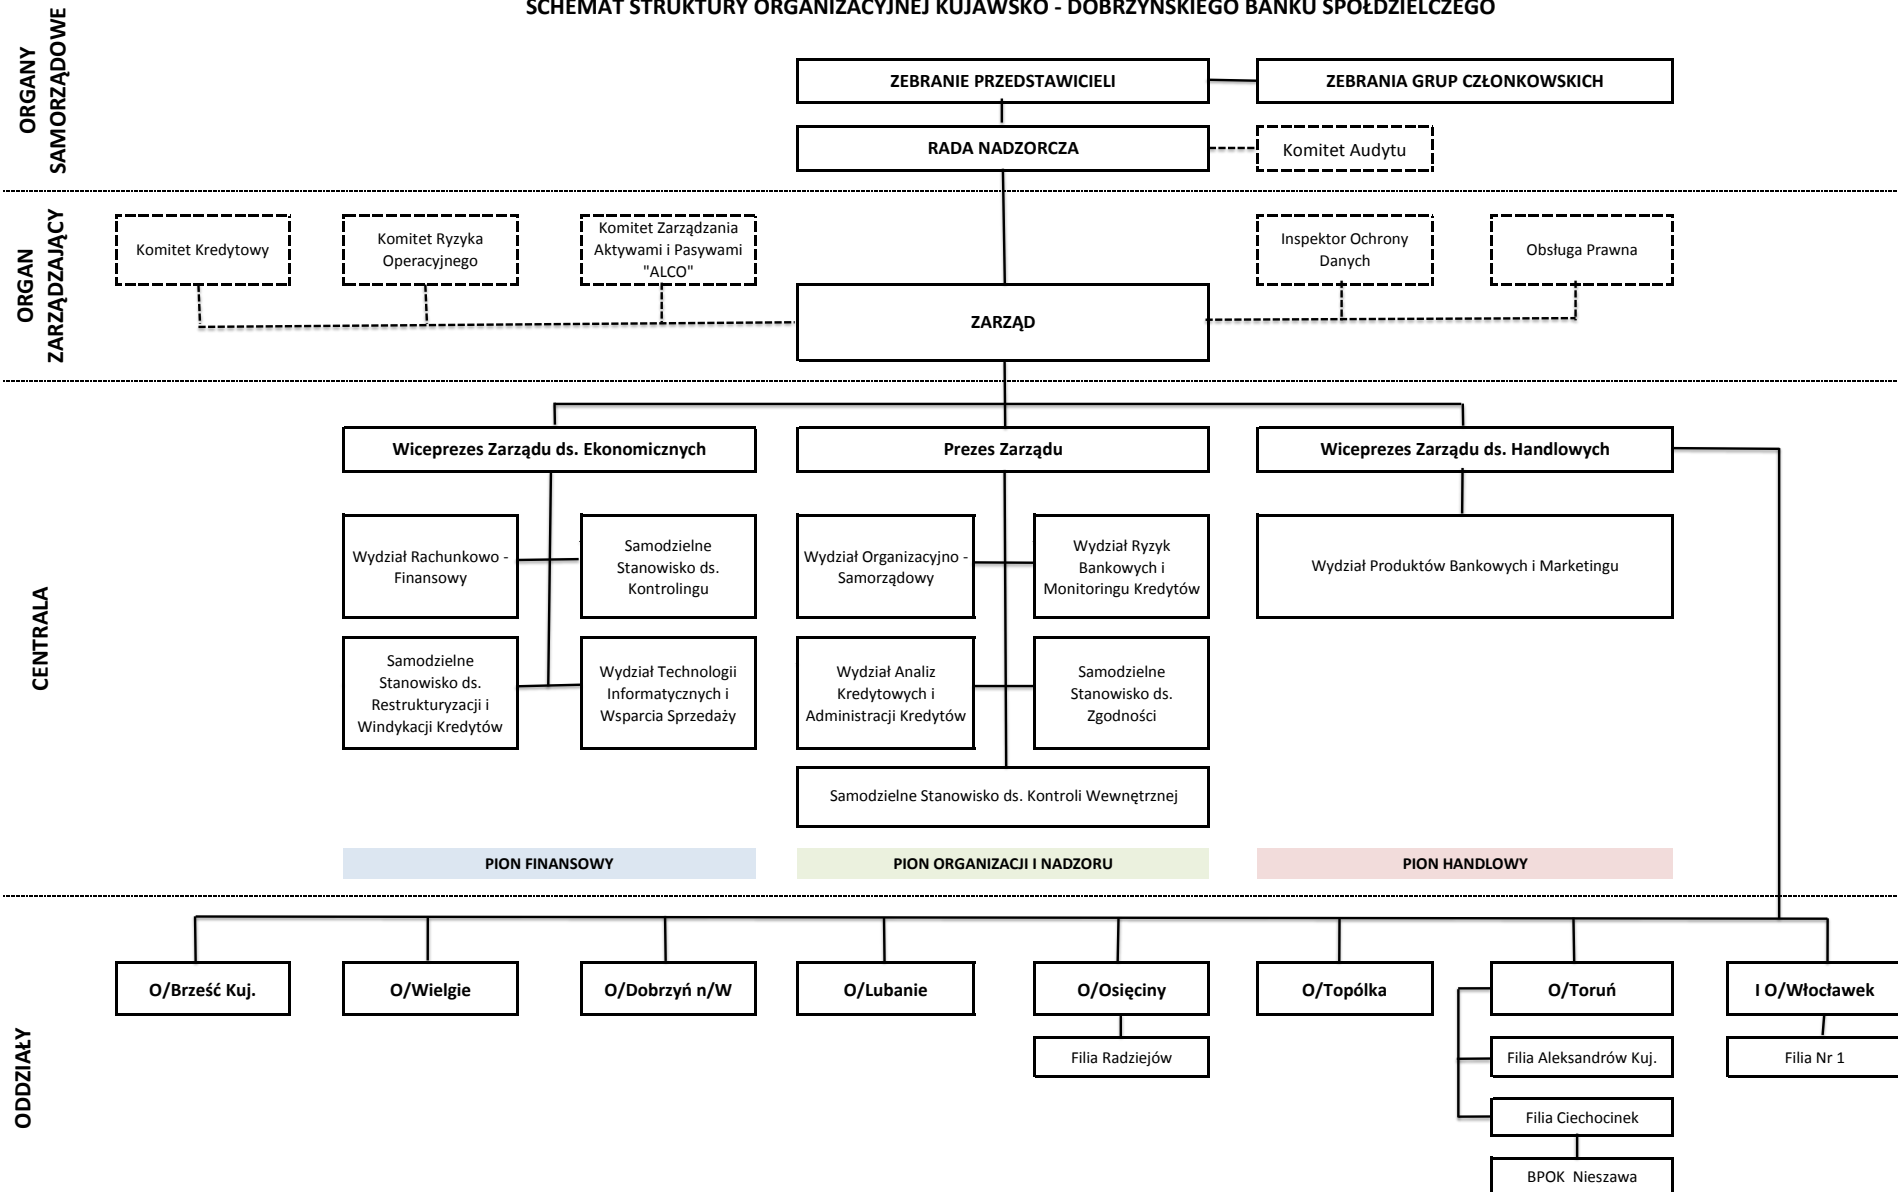 SCHEMAT STRUKTURY ORGANIZACYJNEJ KUJAWSKO - DOBRZYŃSKIEGO BANKU SPÓŁDZIELCZEGO
ORGANY
SAMORZĄDOWE
ZEBRANIE PRZEDSTAWICIELI
ZEBRANIA GRUP CZŁONKOWSKICH
RADA NADZORCZA
Komitet Audytu
ORGAN
ZARZĄDZAJĄCY
Komitet Kredytowy
Komitet Ryzyka
Operacyjnego
Komitet Zarządzania
Aktywami i Pasywami
"ALCO"
Inspektor Ochrony
Danych
Obsługa Prawna
ZARZĄD
CENTRALA
Wiceprezes Zarządu ds. Ekonomicznych
Prezes Zarządu
Wiceprezes Zarządu ds. Handlowych
Wydział Rachunkowo -
Finansowy
Samodzielne
Stanowisko ds.
Kontrolingu
Wydział Organizacyjno -
Samorządowy
Wydział Ryzyk
Bankowych i
Monitoringu Kredytów
Wydział Produktów Bankowych i Marketingu
Samodzielne
Stanowisko ds.
Restrukturyzacji i
Windykacji Kredytów
Wydział Technologii
Informatycznych i
Wsparcia Sprzedaży
Wydział Analiz
Kredytowych i
Administracji Kredytów
Samodzielne
Stanowisko ds.
Zgodności
Samodzielne Stanowisko ds. Kontroli Wewnętrznej
PION FINANSOWY
PION ORGANIZACJI I NADZORU
PION HANDLOWY
ODDZIAŁY
O/Brześć Kuj.
O/Wielgie
O/Dobrzyń n/W
O/Lubanie
O/Osięciny
O/Topólka
O/Toruń
I O/Włocławek
Filia Radziejów
Filia Aleksandrów Kuj.
Filia Nr 1
Filia Ciechocinek
BPOK Nieszawa